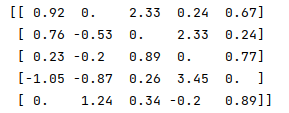 [[ 0.92  0.    2.33  0.24  0.67]
 [ 0.76 -0.53  0.    2.33  0.24]
 [ 0.23 -0.2   0.89  0.    0.77]
 [-1.05 -0.87  0.26  3.45  0.  ]
 [ 0.    1.24  0.34 -0.2   0.89]]